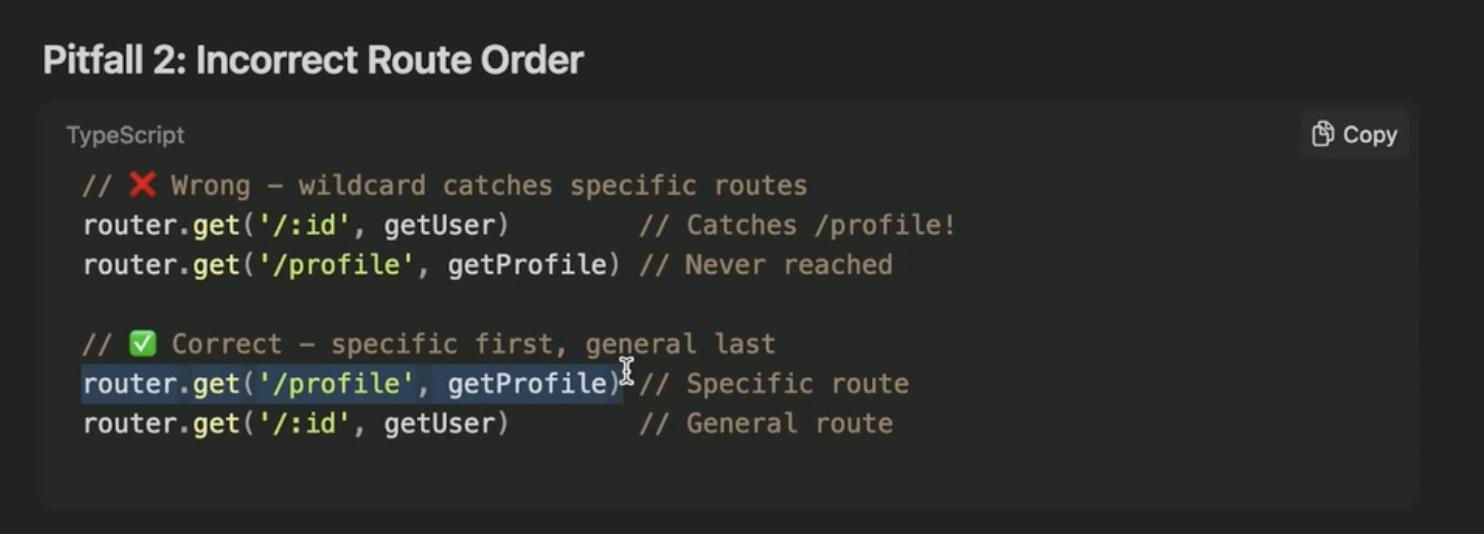 Pitfall 2: Incorrect Route Order
TypeScript
Copy
// ❌ Wrong – wildcard catches specific routes
router.get('/:id', getUser)        // Catches /profile!
router.get('/profile', getProfile) // Never reached
// ✅ Correct – specific first, general last
router.get('/profile', getProfile) // Specific route
router.get('/:id', getUser)        // General route